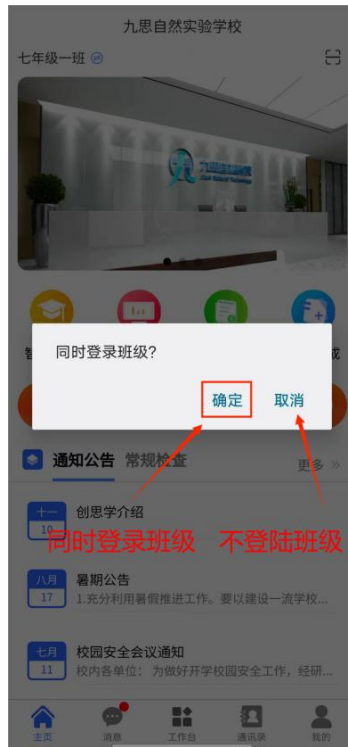 九思自然实验学校
七年级一班
同时登录班级?
确定 取消
通知公告 常规检查 更多
十一
10
创思学介绍
同时登录班级 不登陆班级
八月
17
暑期公告
1.充分利用暑假推进工作。要以建设一流学校...
七月
11
校园安全会议通知
校内各单位: 为做好开学校园安全工作，经研...
主页 消息 工作台 通讯录 我的